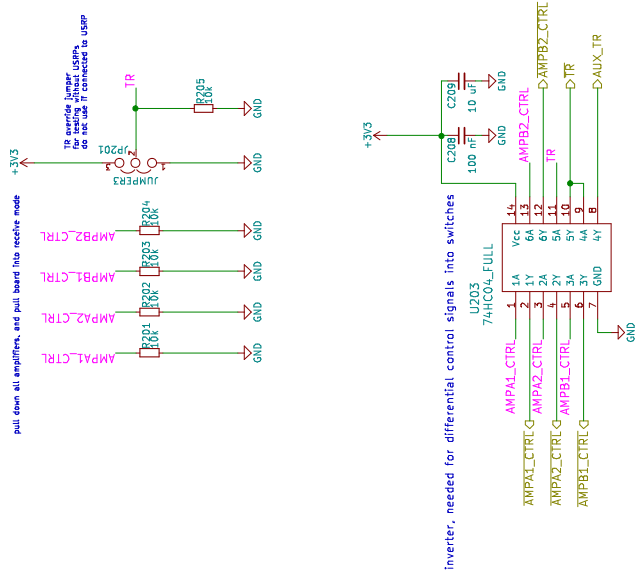 TR override jumper
for testing without USRPs
do not use if connected to USRP
TR
R205
10k
GND
+3V3
JP201
3
2
1
JUMPER3
GND
pull down all amplifiers, and pull board into receive mode
AMPB2_CTRL
R204
10k
GND
AMPB1_CTRL
R203
10k
GND
AMPA2_CTRL
R202
10k
GND
AMPA1_CTRL
R201
10k
GND
inverter, needed for differential control signals into switches
+3V3
C209
10 uF
GND
C208
100 nF
GND
AMPB2_CTRL
AMPB2_CTRL
TR
TR
AUX_TR
14
13
12
11
10
9
8
Vcc
6A
6Y
5A
5Y
4A
4Y
U203
74HC04_FULL
1A
1Y
2A
2Y
3A
3Y
GND
1
2
3
4
5
6
7
GND
AMPA1_CTRL
AMPA2_CTRL
AMPB1_CTRL
AMPA1_CTRL
AMPA2_CTRL
AMPB1_CTRL